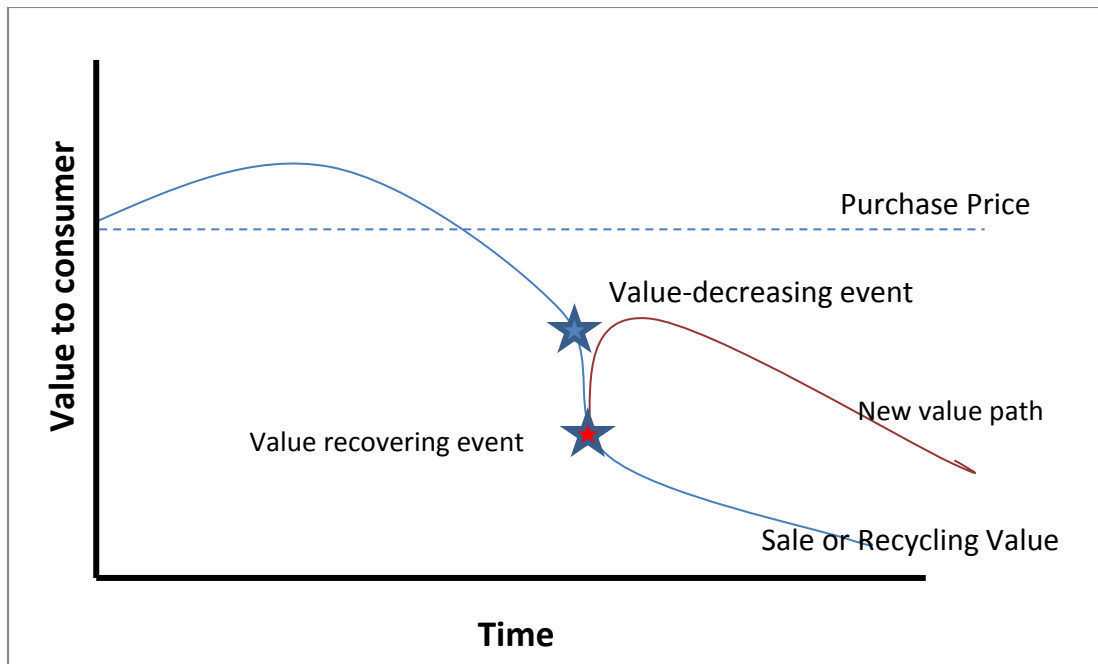 Value to consumer
Purchase Price
Value-decreasing event
New value path
Value recovering event
Sale or Recycling Value
Time